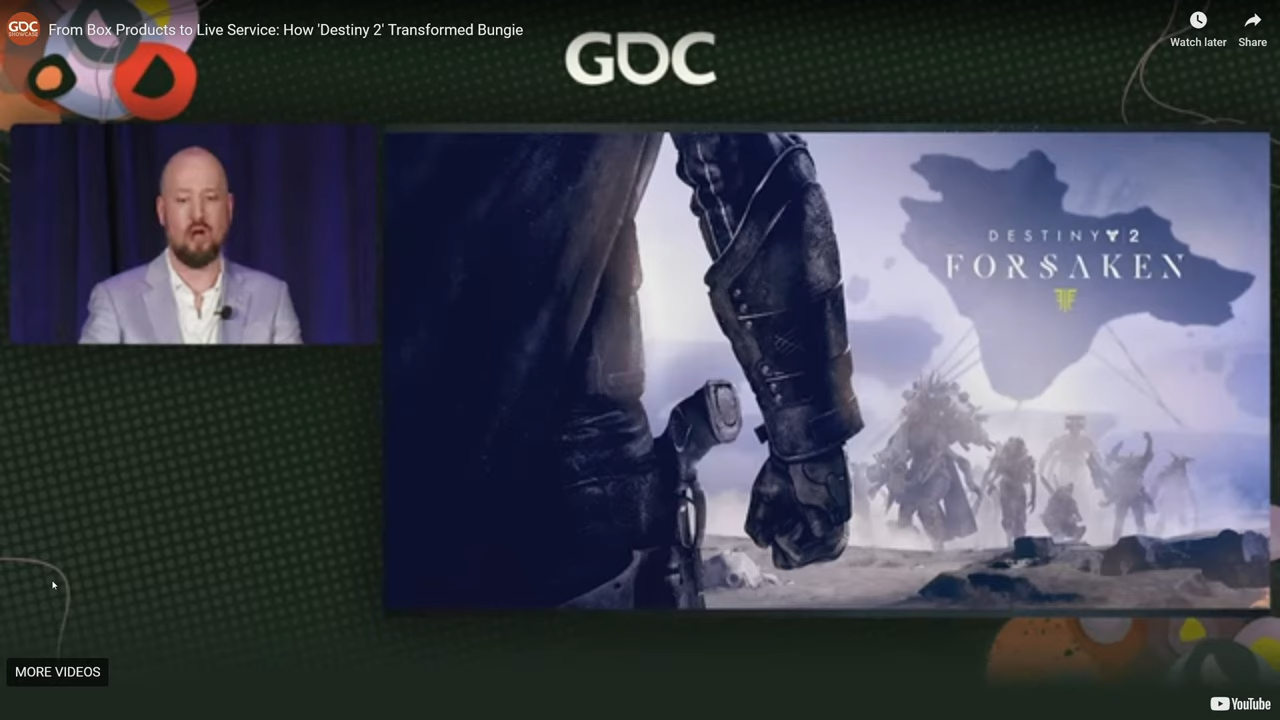 GDC
SHOWCASE
From Box Products to Live Service: How 'Destiny 2' Transformed Bungie
GDC
Watch later
Share
DESTINY 2
FORSAKEN
MORE VIDEOS
YouTube